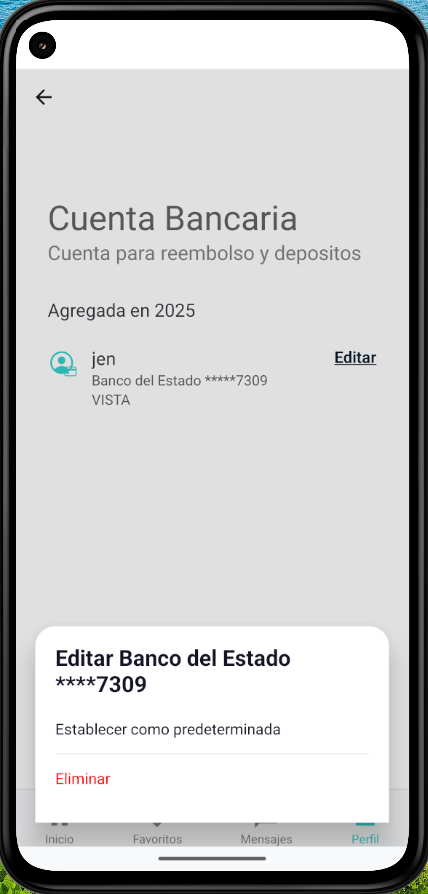 Cuenta Bancaria
Cuenta para reembolso y depositos
Agregada en 2025
jen
Editar
Banco del Estado *****7309
VISTA
Editar Banco del Estado
****7309
Establecer como predeterminada
Eliminar
Inicio Favoritos Mensajes Perfil